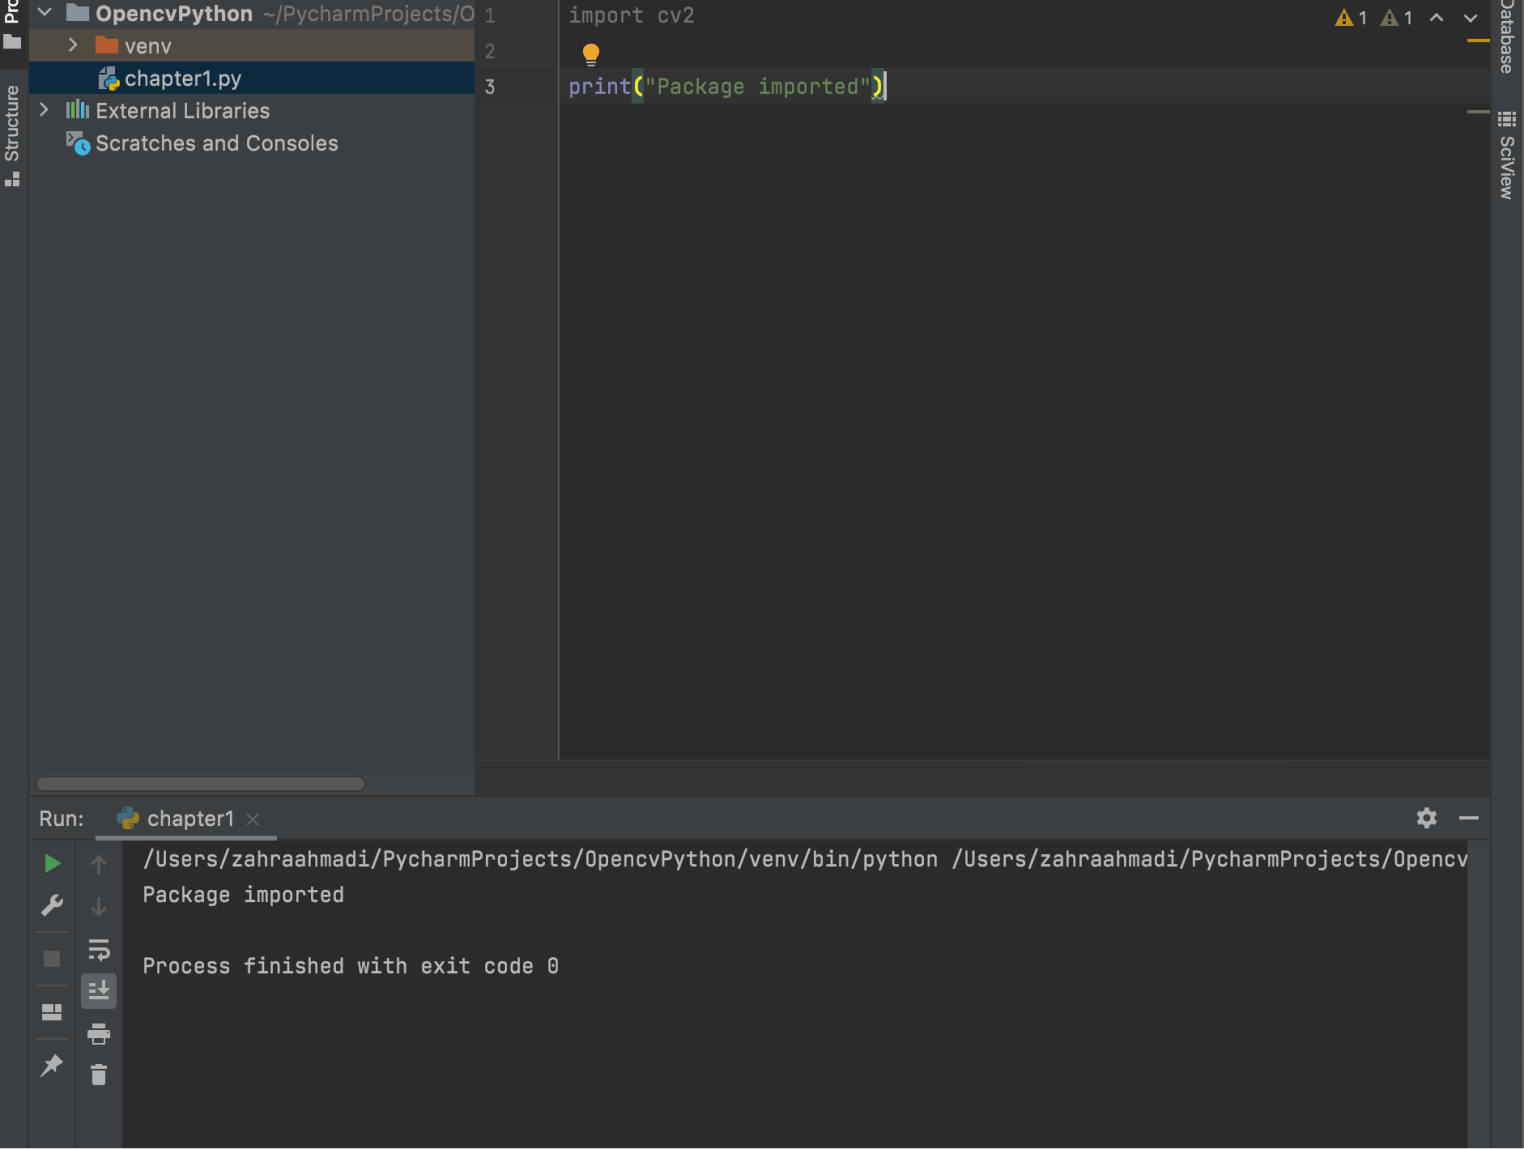 Pro
OpencvPython ~/PycharmProjects/O
venv
chapter1.py
External Libraries
Scratches and Consoles
Structure
1 import cv2
2
3 print("Package imported")
1 1
Database
SciView
Run: chapter1
/Users/zahraahmadi/PycharmProjects/OpencvPython/venv/bin/python /Users/zahraahmadi/PycharmProjects/Opencv
Package imported
Process finished with exit code 0